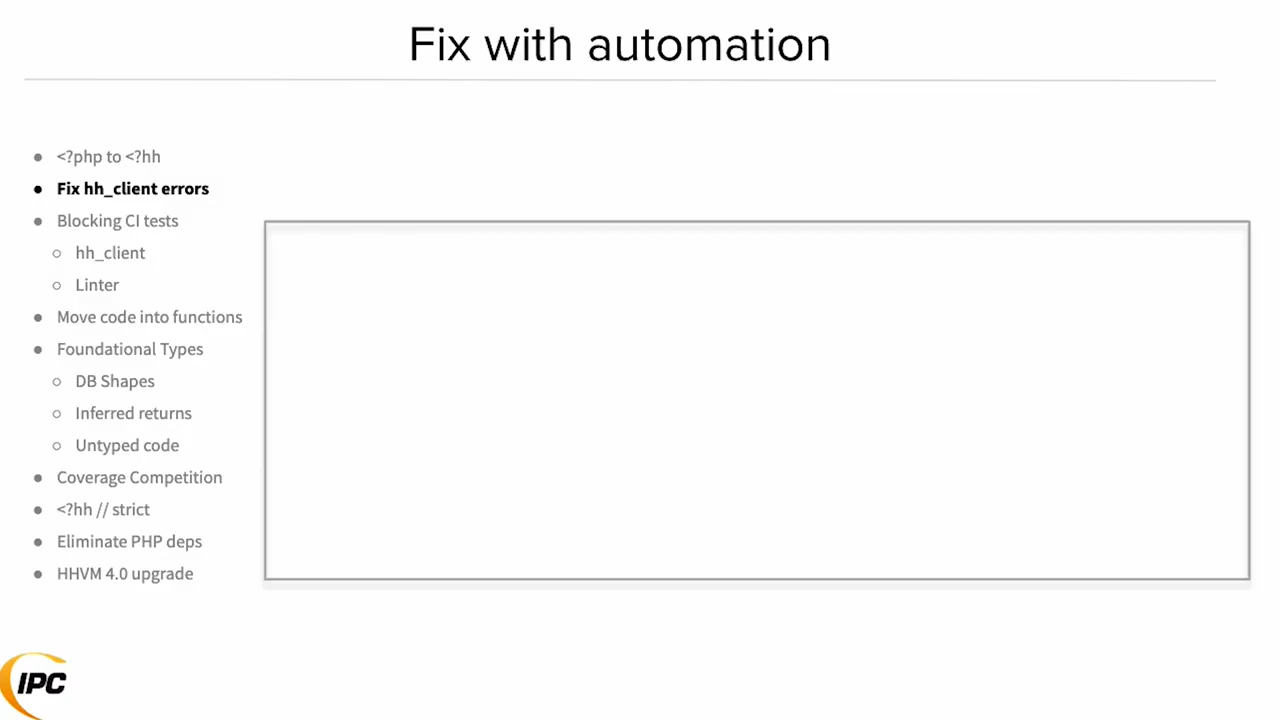 Fix with automation
<?php to <?hh
Fix hh_client errors
Blocking CI tests
hh_client
Linter
Move code into functions
Foundational Types
DB Shapes
Inferred returns
Untyped code
Coverage Competition
<?hh // strict
Eliminate PHP deps
HHVM 4.0 upgrade
IPC